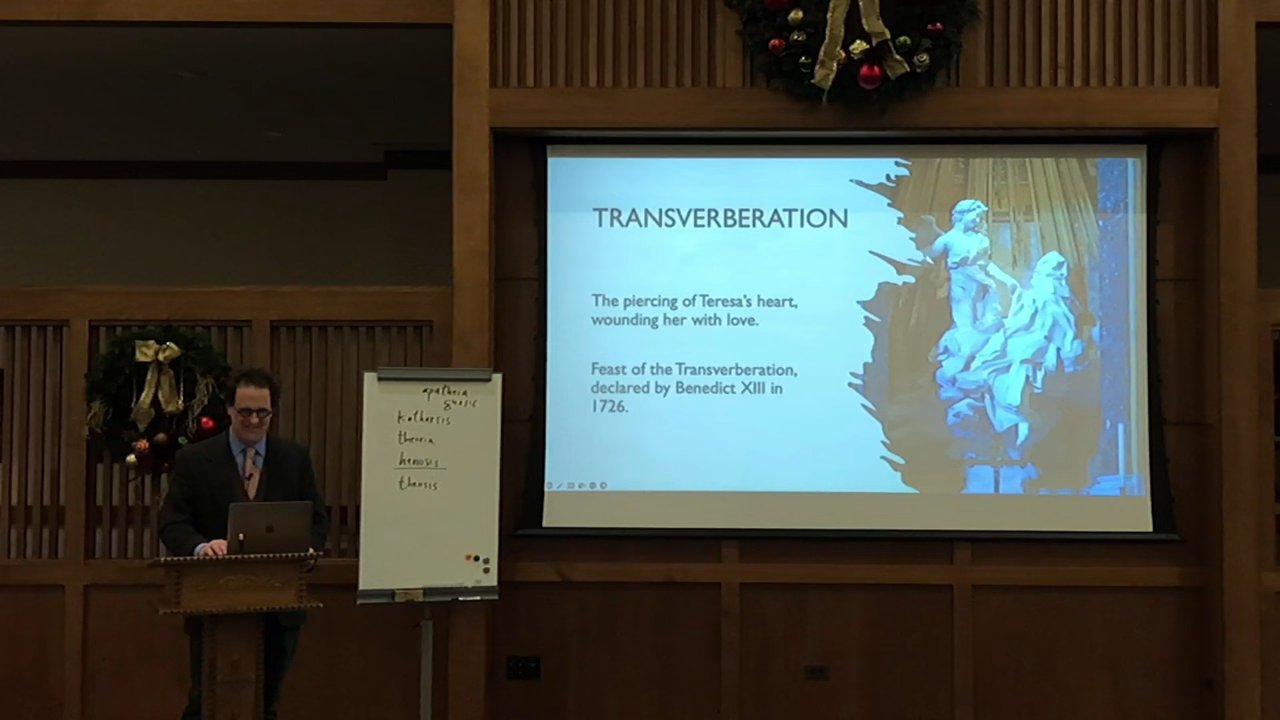 apatheia
gnosis
katharsis
theoria
henosis
theosis
TRANSVERBERATION
The piercing of Teresa's heart,
wounding her with love.
Feast of the Transverberation,
declared by Benedict XIII in
1726.